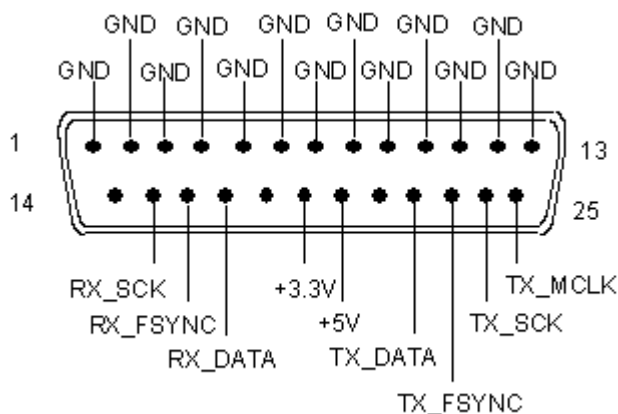 GND GND GND GND GND GND
GND GND GND GND GND GND GND
1 13
14 25
RX_SCK +3.3V TX_MCLK
RX_FSYNC +5V TX_SCK
RX_DATA TX_DATA
TX_FSYNC